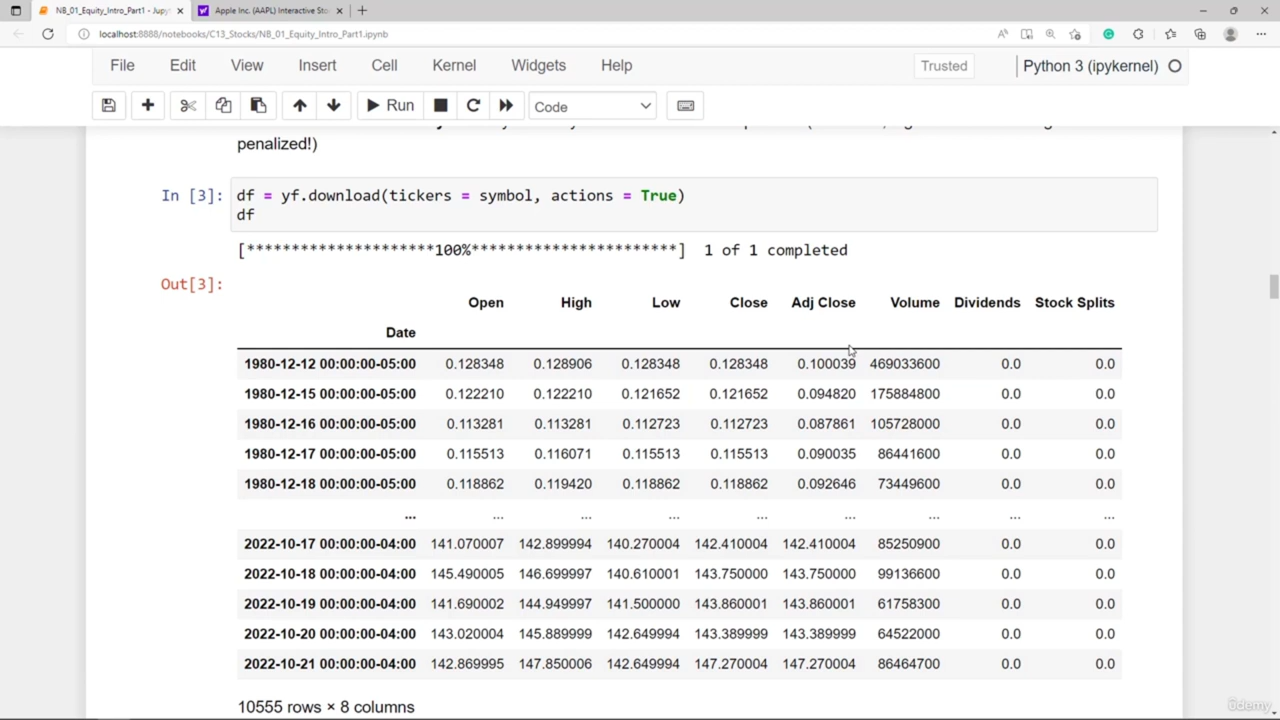 NB_01_Equity_Intro_Part1 - Jupy
Apple Inc. (AAPL) Interactive Sto
localhost:8888/notebooks/C13_Stocks/NB_01_Equity_Intro_Part1.ipynb
File Edit View Insert Cell Kernel Widgets Help Trusted Python 3 (ipykernel)
Run Code
penalized!)
In [3]: df = yf.download(tickers = symbol, actions = True)
df
[*********************100%***********************] 1 of 1 completed
Out[3]:
Open High Low Close Adj Close Volume Dividends Stock Splits
Date
1980-12-12 00:00:00-05:00 0.128348 0.128906 0.128348 0.128348 0.100039 469033600 0.0 0.0
1980-12-15 00:00:00-05:00 0.122210 0.122210 0.121652 0.121652 0.094820 175884800 0.0 0.0
1980-12-16 00:00:00-05:00 0.113281 0.113281 0.112723 0.112723 0.087861 105728000 0.0 0.0
1980-12-17 00:00:00-05:00 0.115513 0.116071 0.115513 0.115513 0.090035 86441600 0.0 0.0
1980-12-18 00:00:00-05:00 0.118862 0.119420 0.118862 0.118862 0.092646 73449600 0.0 0.0
... ... ... ... ... ... ... ... ...
2022-10-17 00:00:00-04:00 141.070007 142.899994 140.270004 142.410004 142.410004 85250900 0.0 0.0
2022-10-18 00:00:00-04:00 145.490005 146.699997 140.610001 143.750000 143.750000 99136600 0.0 0.0
2022-10-19 00:00:00-04:00 141.690002 144.949997 141.500000 143.860001 143.860001 61758300 0.0 0.0
2022-10-20 00:00:00-04:00 143.020004 145.889999 142.649994 143.389999 143.389999 64522000 0.0 0.0
2022-10-21 00:00:00-04:00 142.869995 147.850006 142.649994 147.270004 147.270004 86464700 0.0 0.0
10555 rows × 8 columns
Udemy